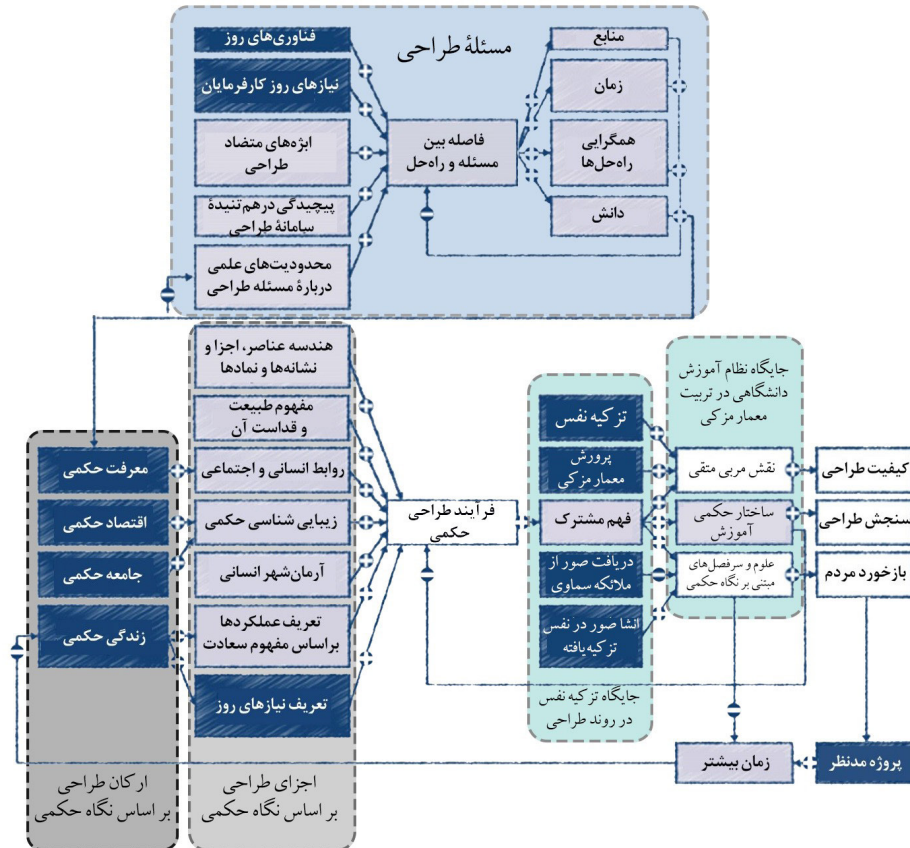 مسئلهٔ طراحی
فناوری‌های روز
نیازهای روز کارفرمایان
ابژه‌های متضاد
طراحی
پیچیدگی درهم تنیدهٔ
سامانهٔ طراحی
محدودیت‌های علمی
دربارهٔ مسئله طراحی
فاصله بین
مسئله و راه‌حل
منابع
زمان
همگرایی
راه‌حل‌ها
دانش
معرفت حکمی
اقتصاد حکمی
جامعه حکمی
زندگی حکمی
ارکان طراحی
بر اساس نگاه حکمی
هندسه عناصر، اجزا و
نشانه‌ها و نمادها
مفهوم طبیعت
و قداست آن
روابط انسانی و اجتماعی
زیبایی شناسی حکمی
آرمان‌شهر انسانی
تعریف عملکردها
براساس مفهوم سعادت
تعریف نیازهای روز
اجزای طراحی
بر اساس نگاه حکمی
فرآیند طراحی
حکمی
تزکیه نفس
پرورش
معمار مزکی
فهم مشترک
دریافت صور از
ملائکه سماوی
انشا صور در نفس
تزکیه‌یافته
جایگاه تزکیه نفس
در روند طراحی
جایگاه نظام آموزش
دانشگاهی در تربیت
معمار مزکی
نقش مربی متقی
ساختار حکمی
آموزش
علوم و سرفصل‌های
مبتنی بر نگاه حکمی
کیفیت طراحی
سنجش طراحی
بازخورد مردم
زمان بیشتر
پروژه مدنظر